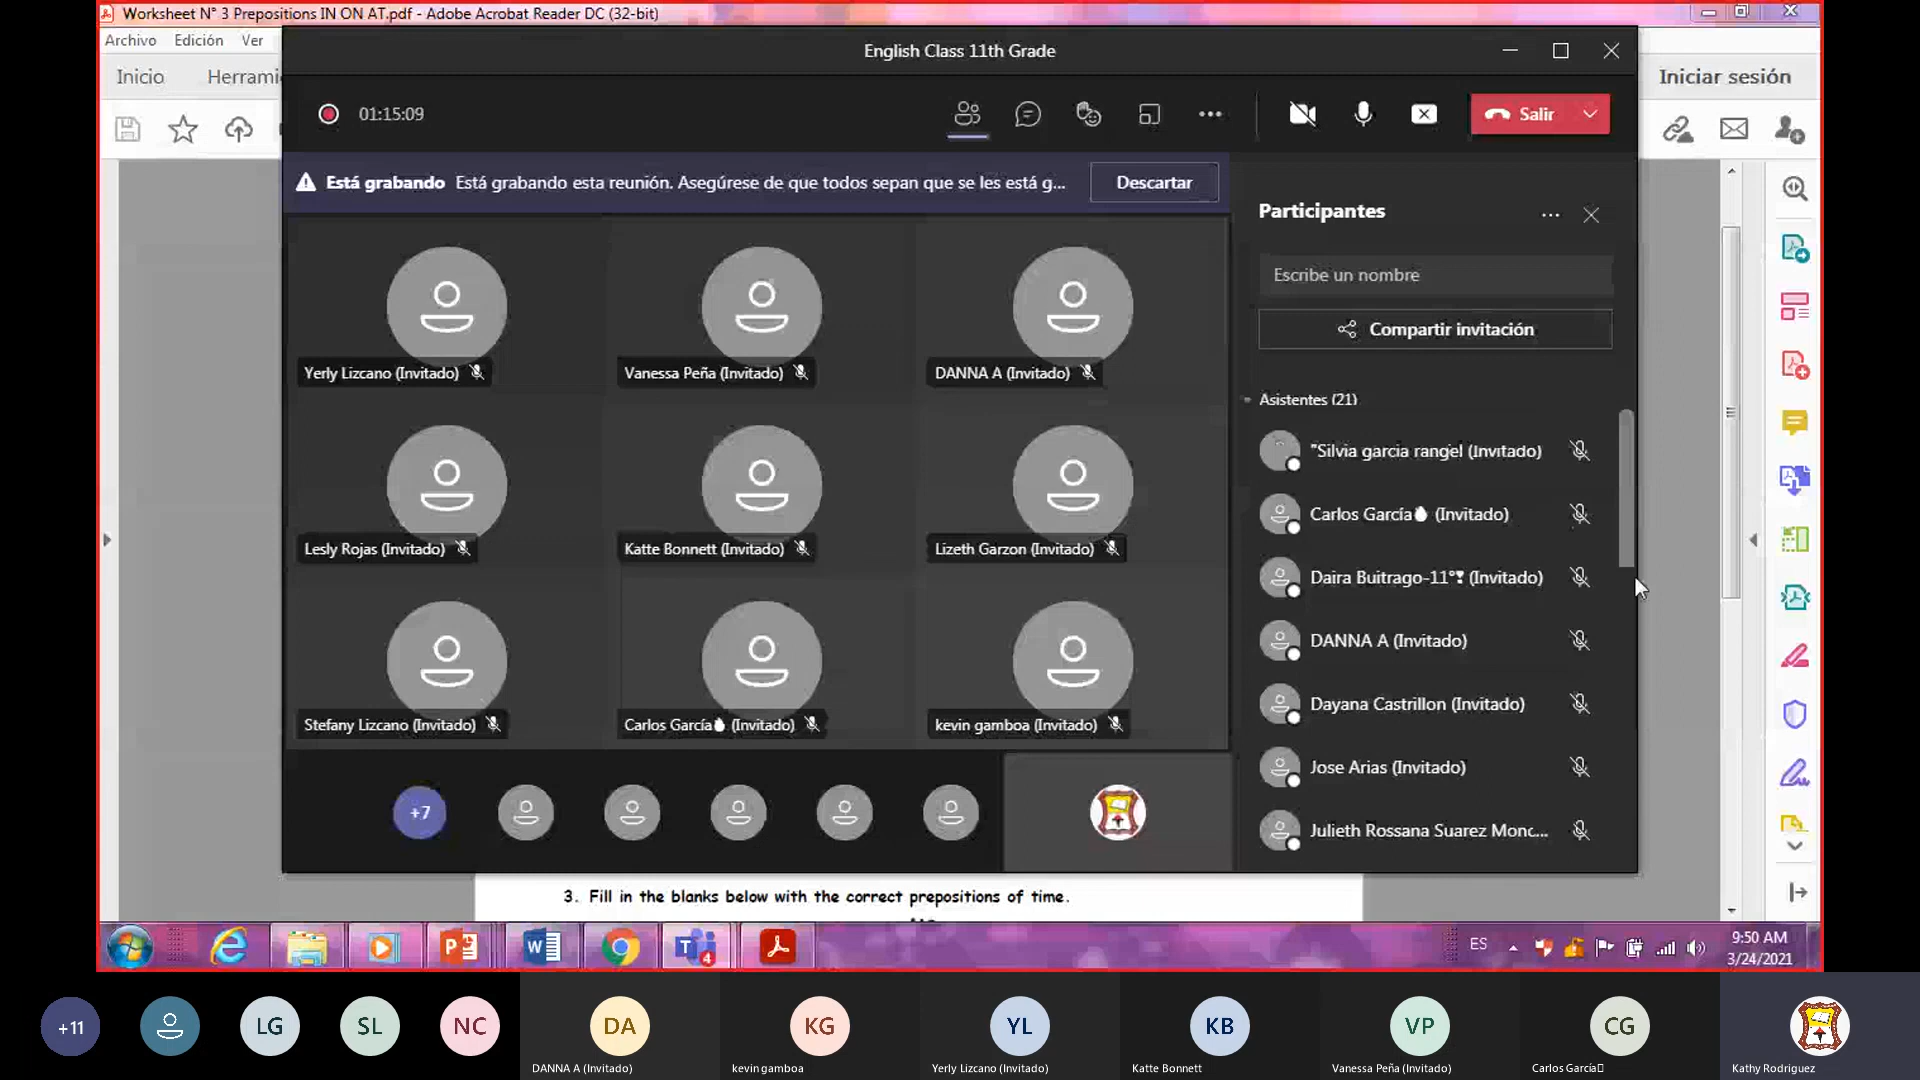 Worksheet N° 3 Prepositions IN ON AT.pdf - Adobe Acrobat Reader DC (32-bit)
Archivo Edición Ver
English Class 11th Grade
Inicio Herrami
Iniciar sesión
01:15:09
Salir
Está grabando Está grabando esta reunión. Asegúrese de que todos sepan que se les está g...
Descartar
Yerly Lizcano (Invitado)
Vanessa Peña (Invitado)
DANNA A (Invitado)
Lesly Rojas (Invitado)
Katte Bonnett (Invitado)
Lizeth Garzon (Invitado)
Stefany Lizcano (Invitado)
Carlos García (Invitado)
kevin gamboa (Invitado)
+7
Participantes
Escribe un nombre
Compartir invitación
Asistentes (21)
"Silvia garcia rangel (Invitado)
Carlos García (Invitado)
Daira Buitrago-11°❣ (Invitado)
DANNA A (Invitado)
Dayana Castrillon (Invitado)
Jose Arias (Invitado)
Julieth Rossana Suarez Monc...
3. Fill in the blanks below with the correct prepositions of time.
4
ES
9:50 AM
3/24/2021
+11
LG
SL
NC
DA
KG
YL
KB
VP
CG
DANNA A (Invitado)
kevin gamboa
Yerly Lizcano (Invitado)
Katte Bonnett
Vanessa Peña (Invitado)
Carlos García
Kathy Rodriguez